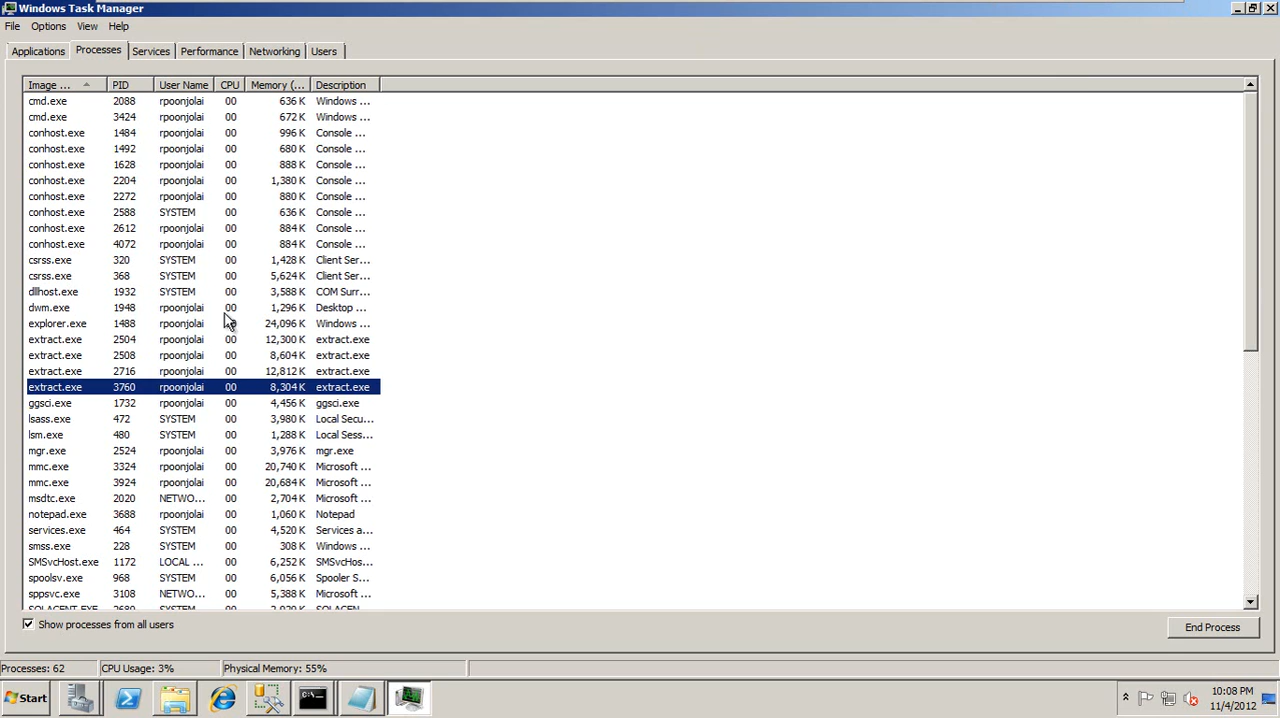 Windows Task Manager
File Options View Help
Applications Processes Services Performance Networking Users
Image ... PID User Name CPU Memory (... Description
cmd.exe 2088 rpoonjolai 00 636 K Windows ...
cmd.exe 3424 rpoonjolai 00 672 K Windows ...
conhost.exe 1484 rpoonjolai 00 996 K Console ...
conhost.exe 1492 rpoonjolai 00 680 K Console ...
conhost.exe 1628 rpoonjolai 00 888 K Console ...
conhost.exe 2204 rpoonjolai 00 1,380 K Console ...
conhost.exe 2272 rpoonjolai 00 880 K Console ...
conhost.exe 2588 SYSTEM 00 636 K Console ...
conhost.exe 2612 rpoonjolai 00 884 K Console ...
conhost.exe 4072 rpoonjolai 00 884 K Console ...
csrss.exe 320 SYSTEM 00 1,428 K Client Ser...
csrss.exe 368 SYSTEM 00 5,624 K Client Ser...
dllhost.exe 1932 SYSTEM 00 3,588 K COM Surr...
dwm.exe 1948 rpoonjolai 00 1,296 K Desktop ...
explorer.exe 1488 rpoonjolai 24,096 K Windows ...
extract.exe 2504 rpoonjolai 00 12,300 K extract.exe
extract.exe 2508 rpoonjolai 00 8,604 K extract.exe
extract.exe 2716 rpoonjolai 00 12,812 K extract.exe
extract.exe 3760 rpoonjolai 00 8,304 K extract.exe
ggsci.exe 1732 rpoonjolai 00 4,456 K ggsci.exe
lsass.exe 472 SYSTEM 00 3,980 K Local Secu...
lsm.exe 480 SYSTEM 00 1,288 K Local Sess...
mgr.exe 2524 rpoonjolai 00 3,976 K mgr.exe
mmc.exe 3324 rpoonjolai 00 20,740 K Microsoft ...
mmc.exe 3924 rpoonjolai 00 20,684 K Microsoft ...
msdtc.exe 2020 NETWO... 00 2,704 K Microsoft ...
notepad.exe 3688 rpoonjolai 00 1,060 K Notepad
services.exe 464 SYSTEM 00 4,520 K Services a...
smss.exe 228 SYSTEM 00 308 K Windows ...
SMSvcHost.exe 1172 LOCAL ... 00 6,252 K SMSvcHos...
spoolsv.exe 968 SYSTEM 00 6,056 K Spooler S...
sppsvc.exe 3108 NETWO... 00 5,388 K Microsoft ...
Show processes from all users
End Process
Processes: 62 CPU Usage: 3% Physical Memory: 55%
Start
10:08 PM
11/4/2012